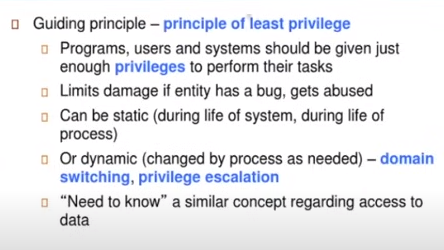 Guiding principle – principle of least privilege
Programs, users and systems should be given just
enough privileges to perform their tasks
Limits damage if entity has a bug, gets abused
Can be static (during life of system, during life of
process)
Or dynamic (changed by process as needed) – domain
switching, privilege escalation
“Need to know” a similar concept regarding access to
data